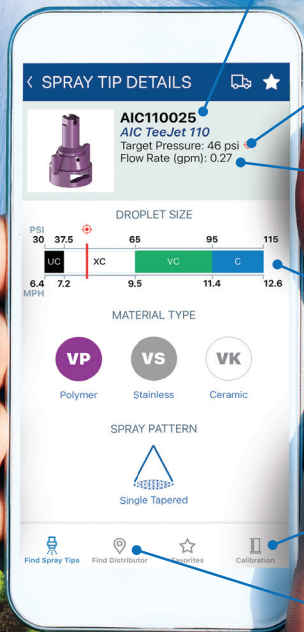 SPRAY TIP DETAILS
AIC110025
AIC TeeJet 110
Target Pressure: 46 psi
Flow Rate (gpm): 0.27
DROPLET SIZE
PSI
30 37.5 65 95 115
UC XC VC C
6.4 7.2 9.5 11.4 12.6
MPH
MATERIAL TYPE
VP VS VK
Polymer Stainless Ceramic
SPRAY PATTERN
Single Tapered
Find Spray Tips Find Distributor Favorites Calibration